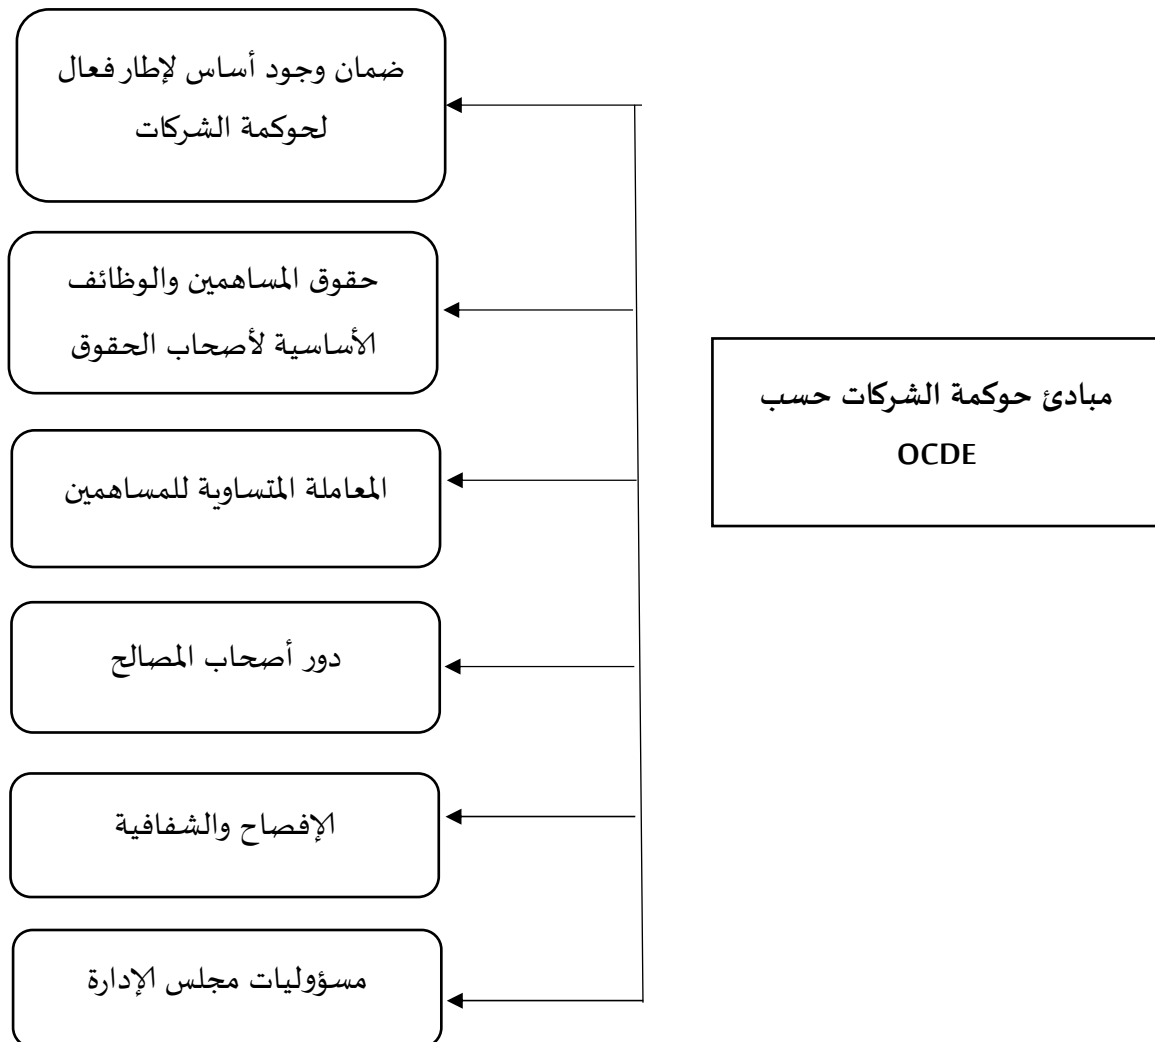 مبادئ حوكمة الشركات حسب
OCDE
ضمان وجود أساس لإطار فعال
لحوكمة الشركات
حقوق المساهمين والوظائف
الأساسية لأصحاب الحقوق
المعاملة المتساوية للمساهمين
دور أصحاب المصالح
الإفصاح والشفافية
مسؤوليات مجلس الإدارة